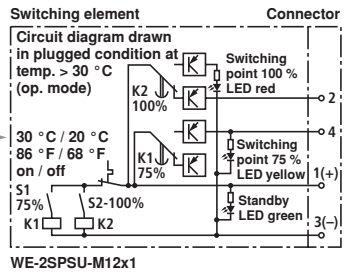 Switching element
Connector
Circuit diagram drawn
in plugged condition at
temp. > 30 °C
(op. mode)
Switching
point 100 %
LED red
K2
100%
2
4
30 °C / 20 °C
86 °F / 68 °F
on / off
K1
75%
Switching
point 75 %
LED yellow
1(+)
S1
75%
S2-100%
Standby
LED green
K1
K2
3(–)
WE-2SPSU-M12x1